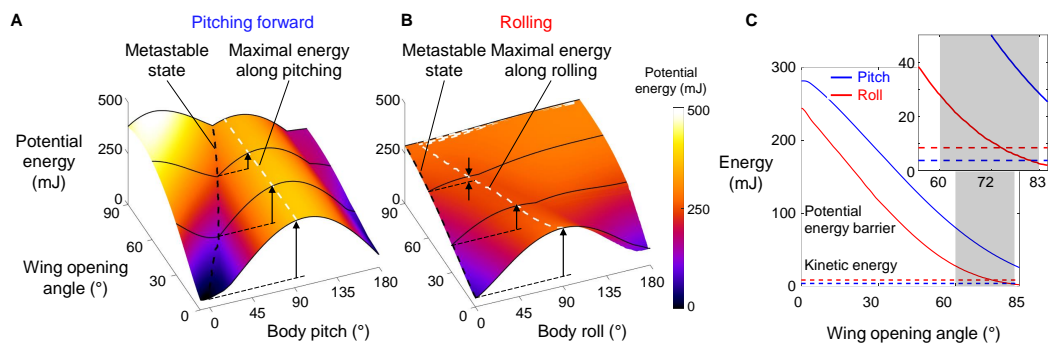 A
Pitching forward
Metastable
state
Maximal energy
along pitching
Potential
energy
(mJ)
500
250
0
90
60
30
0
Wing opening
angle (°)
0
45
90
135
180
Body pitch (°)
B
Rolling
Metastable
state
Maximal energy
along rolling
500
250
0
90
60
30
0
0
45
90
135
180
Body roll (°)
Potential
energy (mJ)
500
250
0
C
Energy
(mJ)
300
200
100
0
Pitch
Roll
Potential
energy barrier
Kinetic energy
0
30
60
85
Wing opening angle (°)
40
20
0
60
72
83